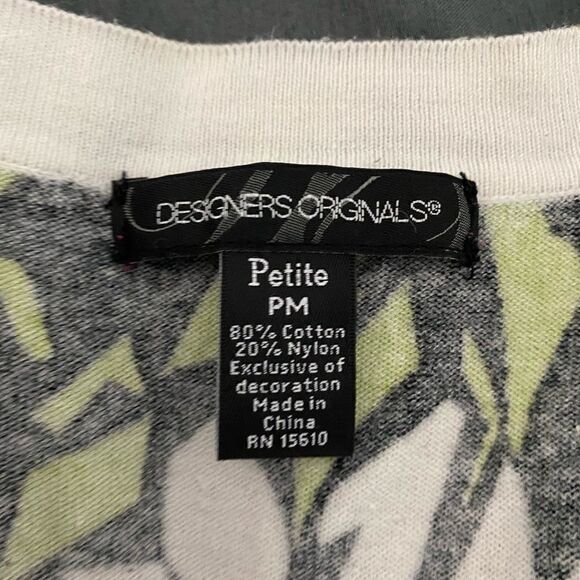 DESIGNERS ORIGINALS®
Petite
PM
80% Cotton
20% Nylon
Exclusive of
decoration
Made in
China
RN 15610